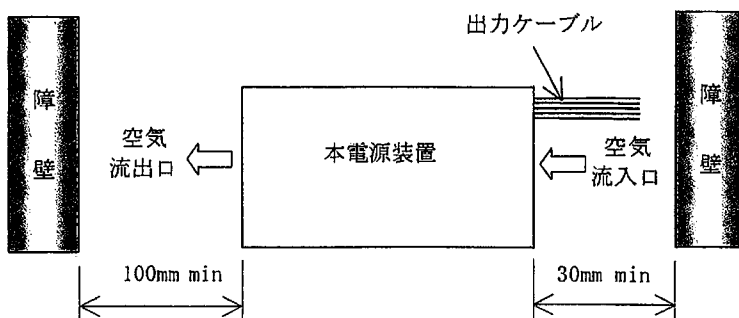 出力ケーブル
障
壁
空気
流出口
本電源装置
空気
流入口
障
壁
100mm min
30mm min